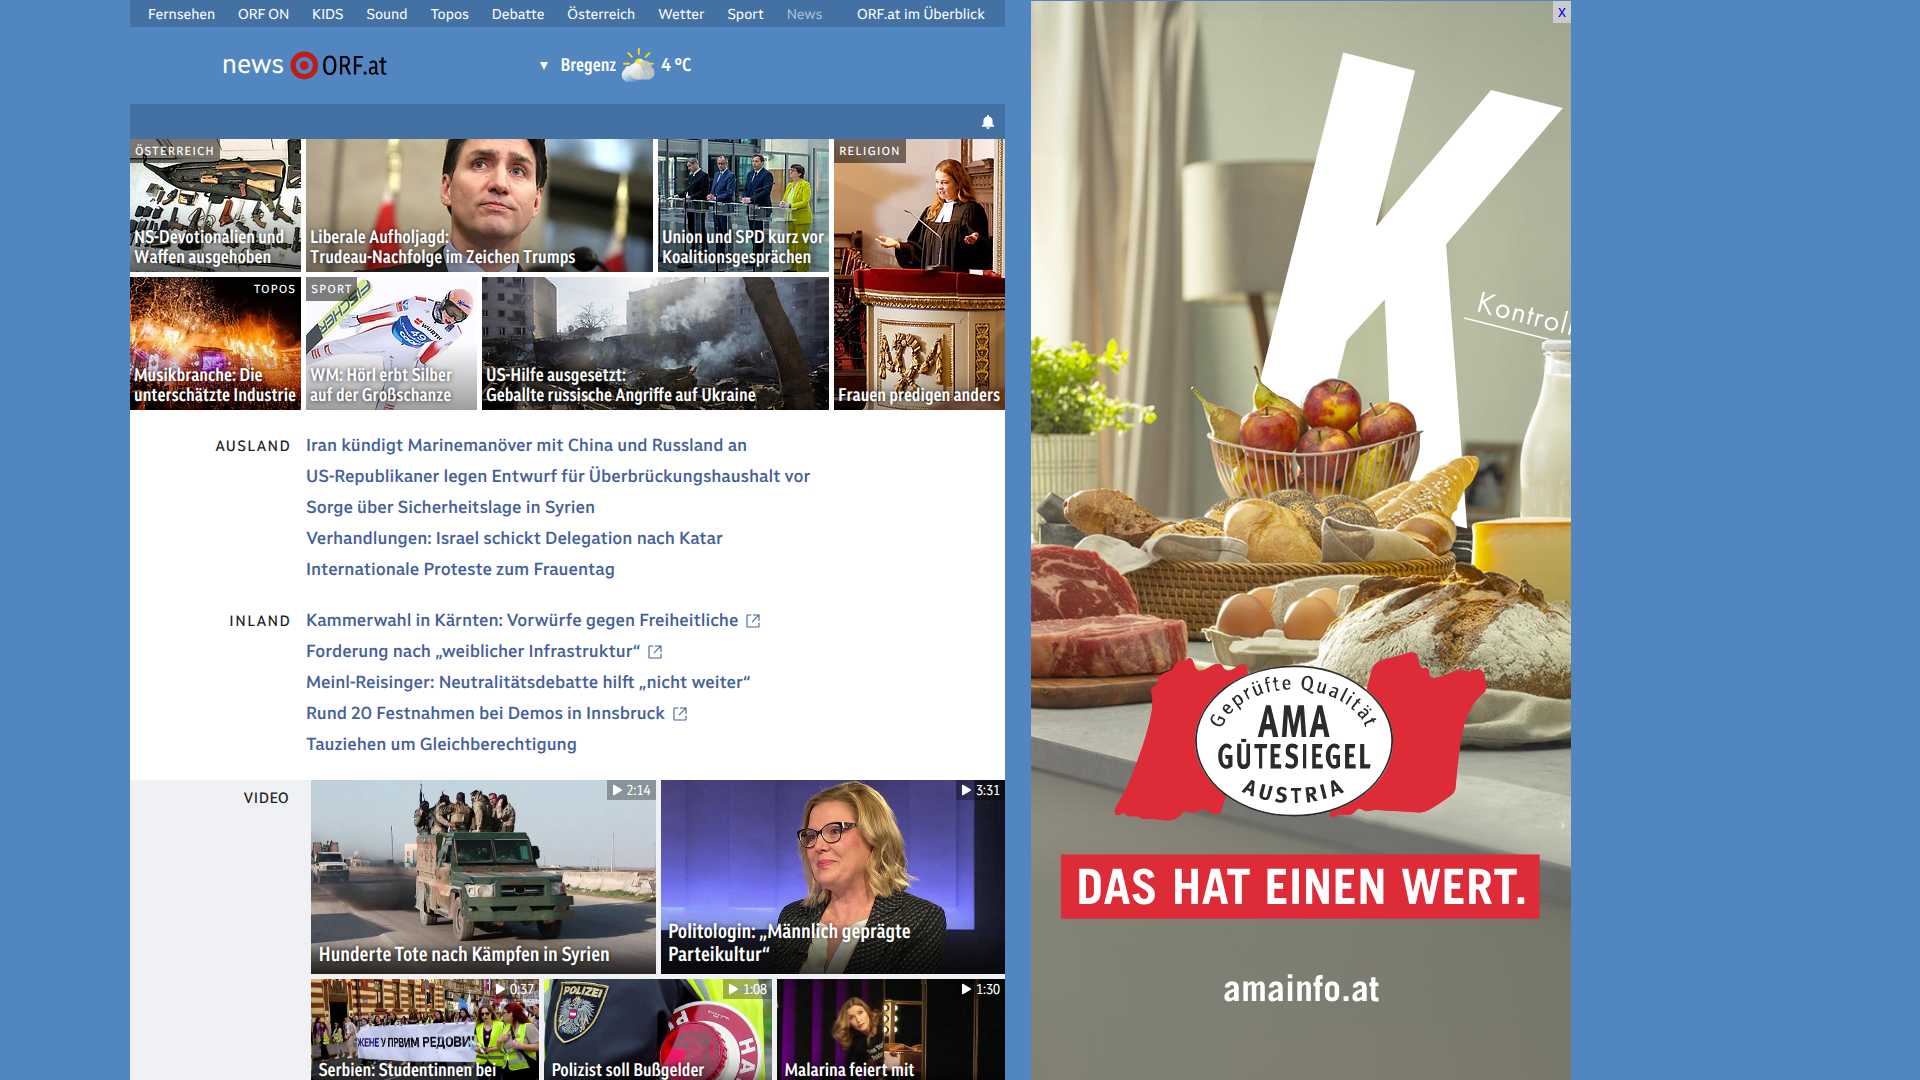 Fernsehen ORF ON KIDS Sound Topos Debatte Österreich Wetter Sport News ORF.at im Überblick
news ORF.at
Bregenz 4 °C
ÖSTERREICH
NS-Devotionalien und
Waffen ausgehoben
Liberale Aufholjagd:
Trudeau-Nachfolge im Zeichen Trumps
Union und SPD kurz vor
Koalitionsgesprächen
RELIGION
Frauen predigen anders
TOPOS
Musikbranche: Die
unterschätzte Industrie
SPORT
WM: Hörl erbt Silber
auf der Großschanze
US-Hilfe ausgesetzt:
Geballte russische Angriffe auf Ukraine
AUSLAND
Iran kündigt Marinemanöver mit China und Russland an
US-Republikaner legen Entwurf für Überbrückungshaushalt vor
Sorge über Sicherheitslage in Syrien
Verhandlungen: Israel schickt Delegation nach Katar
Internationale Proteste zum Frauentag
INLAND
Kammerwahl in Kärnten: Vorwürfe gegen Freiheitliche
Forderung nach „weiblicher Infrastruktur“
Meinl-Reisinger: Neutralitätsdebatte hilft „nicht weiter“
Rund 20 Festnahmen bei Demos in Innsbruck
Tauziehen um Gleichberechtigung
VIDEO
2:14
Hunderte Tote nach Kämpfen in Syrien
3:31
Politologin: „Männlich geprägte
Parteikultur“
0:37
ЖЕНЕ У ПРВИМ РЕДОВИ
Serbien: Studentinnen bei
1:08
POLIZEI
Polizist soll Bußgelder
1:30
Malarina feiert mit
X
K
Kontroll
Geprüfte Qualität
AMA
GÜTESIEGEL
AUSTRIA
DAS HAT EINEN WERT.
amainfo.at